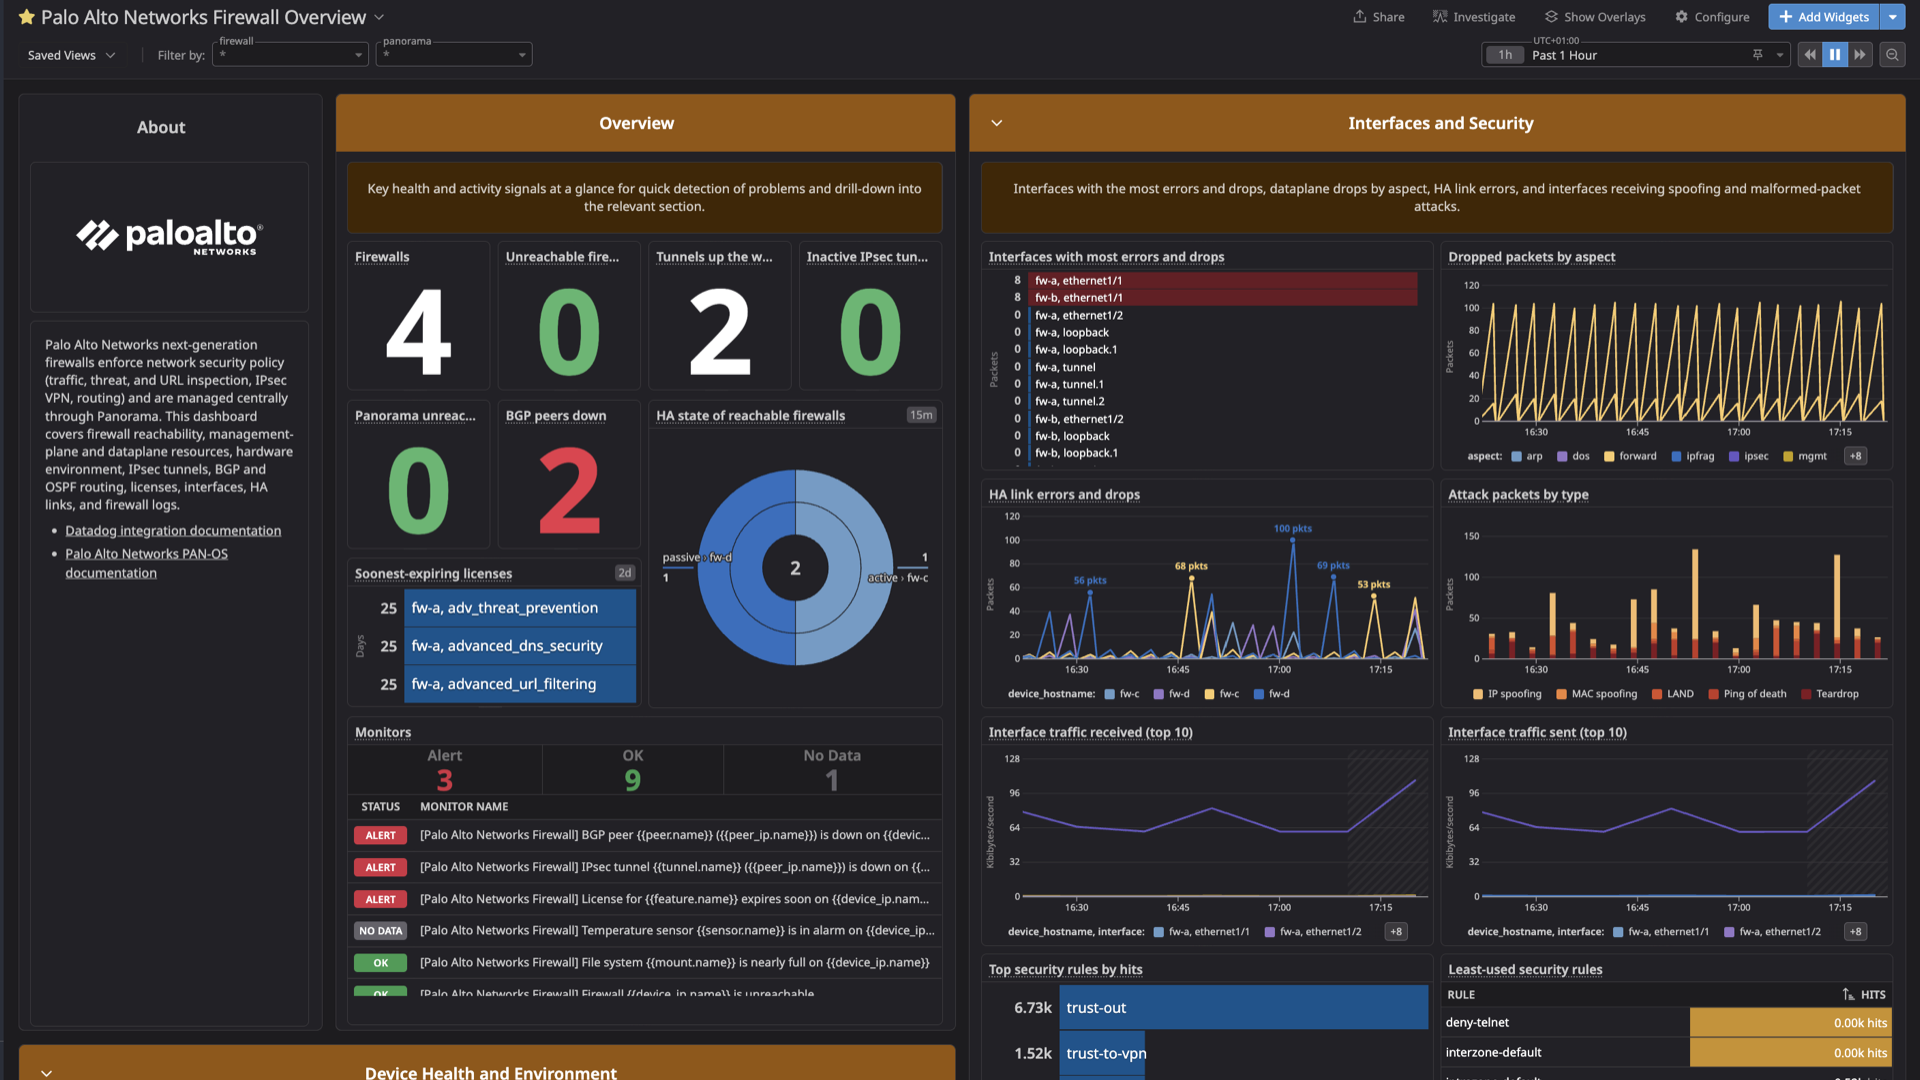 Palo Alto Networks Firewall Overview
Share
Investigate
Show Overlays
Configure
Add Widgets
Saved Views
Filter by:
firewall
*
panorama
*
UTC+01:00
1h
Past 1 Hour
About
paloalto®
NETWORKS
Palo Alto Networks next-generation
firewalls enforce network security policy
(traffic, threat, and URL inspection, IPsec
VPN, routing) and are managed centrally
through Panorama. This dashboard
covers firewall reachability, management-
plane and dataplane resources, hardware
environment, IPsec tunnels, BGP and
OSPF routing, licenses, interfaces, HA
links, and firewall logs.
• Datadog integration documentation
• Palo Alto Networks PAN-OS
documentation
Overview
Key health and activity signals at a glance for quick detection of problems and drill-down into
the relevant section.
Firewalls
4
Unreachable fire...
0
Tunnels up the w...
2
Inactive IPsec tun...
0
Panorama unreac...
0
BGP peers down
2
HA state of reachable firewalls
15m
passive › fw-d
1
2
1
active › fw-c
Soonest-expiring licenses
2d
Days
25 fw-a, adv_threat_prevention
25 fw-a, advanced_dns_security
25 fw-a, advanced_url_filtering
Monitors
Alert
3
OK
9
No Data
1
STATUS MONITOR NAME
ALERT [Palo Alto Networks Firewall] BGP peer {{peer.name}} ({{peer_ip.name}}) is down on {{devic...
ALERT [Palo Alto Networks Firewall] IPsec tunnel {{tunnel.name}} ({{peer_ip.name}}) is down on {{...
ALERT [Palo Alto Networks Firewall] License for {{feature.name}} expires soon on {{device_ip.nam...
NO DATA [Palo Alto Networks Firewall] Temperature sensor {{sensor.name}} is in alarm on {{device_ip...
OK [Palo Alto Networks Firewall] File system {{mount.name}} is nearly full on {{device_ip.name}}
OK [Palo Alto Networks Firewall] Firewall {{device_ip.name}} is unreachable
Device Health and Environment
Interfaces and Security
Interfaces with the most errors and drops, dataplane drops by aspect, HA link errors, and interfaces receiving spoofing and malformed-packet
attacks.
Interfaces with most errors and drops
Packets
8 fw-a, ethernet1/1
8 fw-b, ethernet1/1
0 fw-a, ethernet1/2
0 fw-a, loopback
0 fw-a, loopback.1
0 fw-a, tunnel
0 fw-a, tunnel.1
0 fw-a, tunnel.2
0 fw-b, ethernet1/2
0 fw-b, loopback
0 fw-b, loopback.1
Dropped packets by aspect
Packets
120
100
80
60
40
20
0
16:30 16:45 17:00 17:15
aspect: arp dos forward ipfrag ipsec mgmt +8
HA link errors and drops
Packets
120
100
80
60
40
20
0
56 pkts
68 pkts
100 pkts
69 pkts
53 pkts
16:30 16:45 17:00 17:15
device_hostname: fw-c fw-d fw-c fw-d
Attack packets by type
Packets
150
100
50
0
16:30 16:45 17:00 17:15
IP spoofing MAC spoofing LAND Ping of death Teardrop
Interface traffic received (top 10)
Kibibytes/second
128
96
64
32
0
16:30 16:45 17:00 17:15
device_hostname, interface: fw-a, ethernet1/1 fw-a, ethernet1/2 +8
Interface traffic sent (top 10)
Kibibytes/second
128
96
64
32
0
16:30 16:45 17:00 17:15
device_hostname, interface: fw-a, ethernet1/1 fw-a, ethernet1/2 +8
Top security rules by hits
6.73k trust-out
1.52k trust-to-vpn
Least-used security rules
RULE HITS
deny-telnet 0.00k hits
interzone-default 0.00k hits